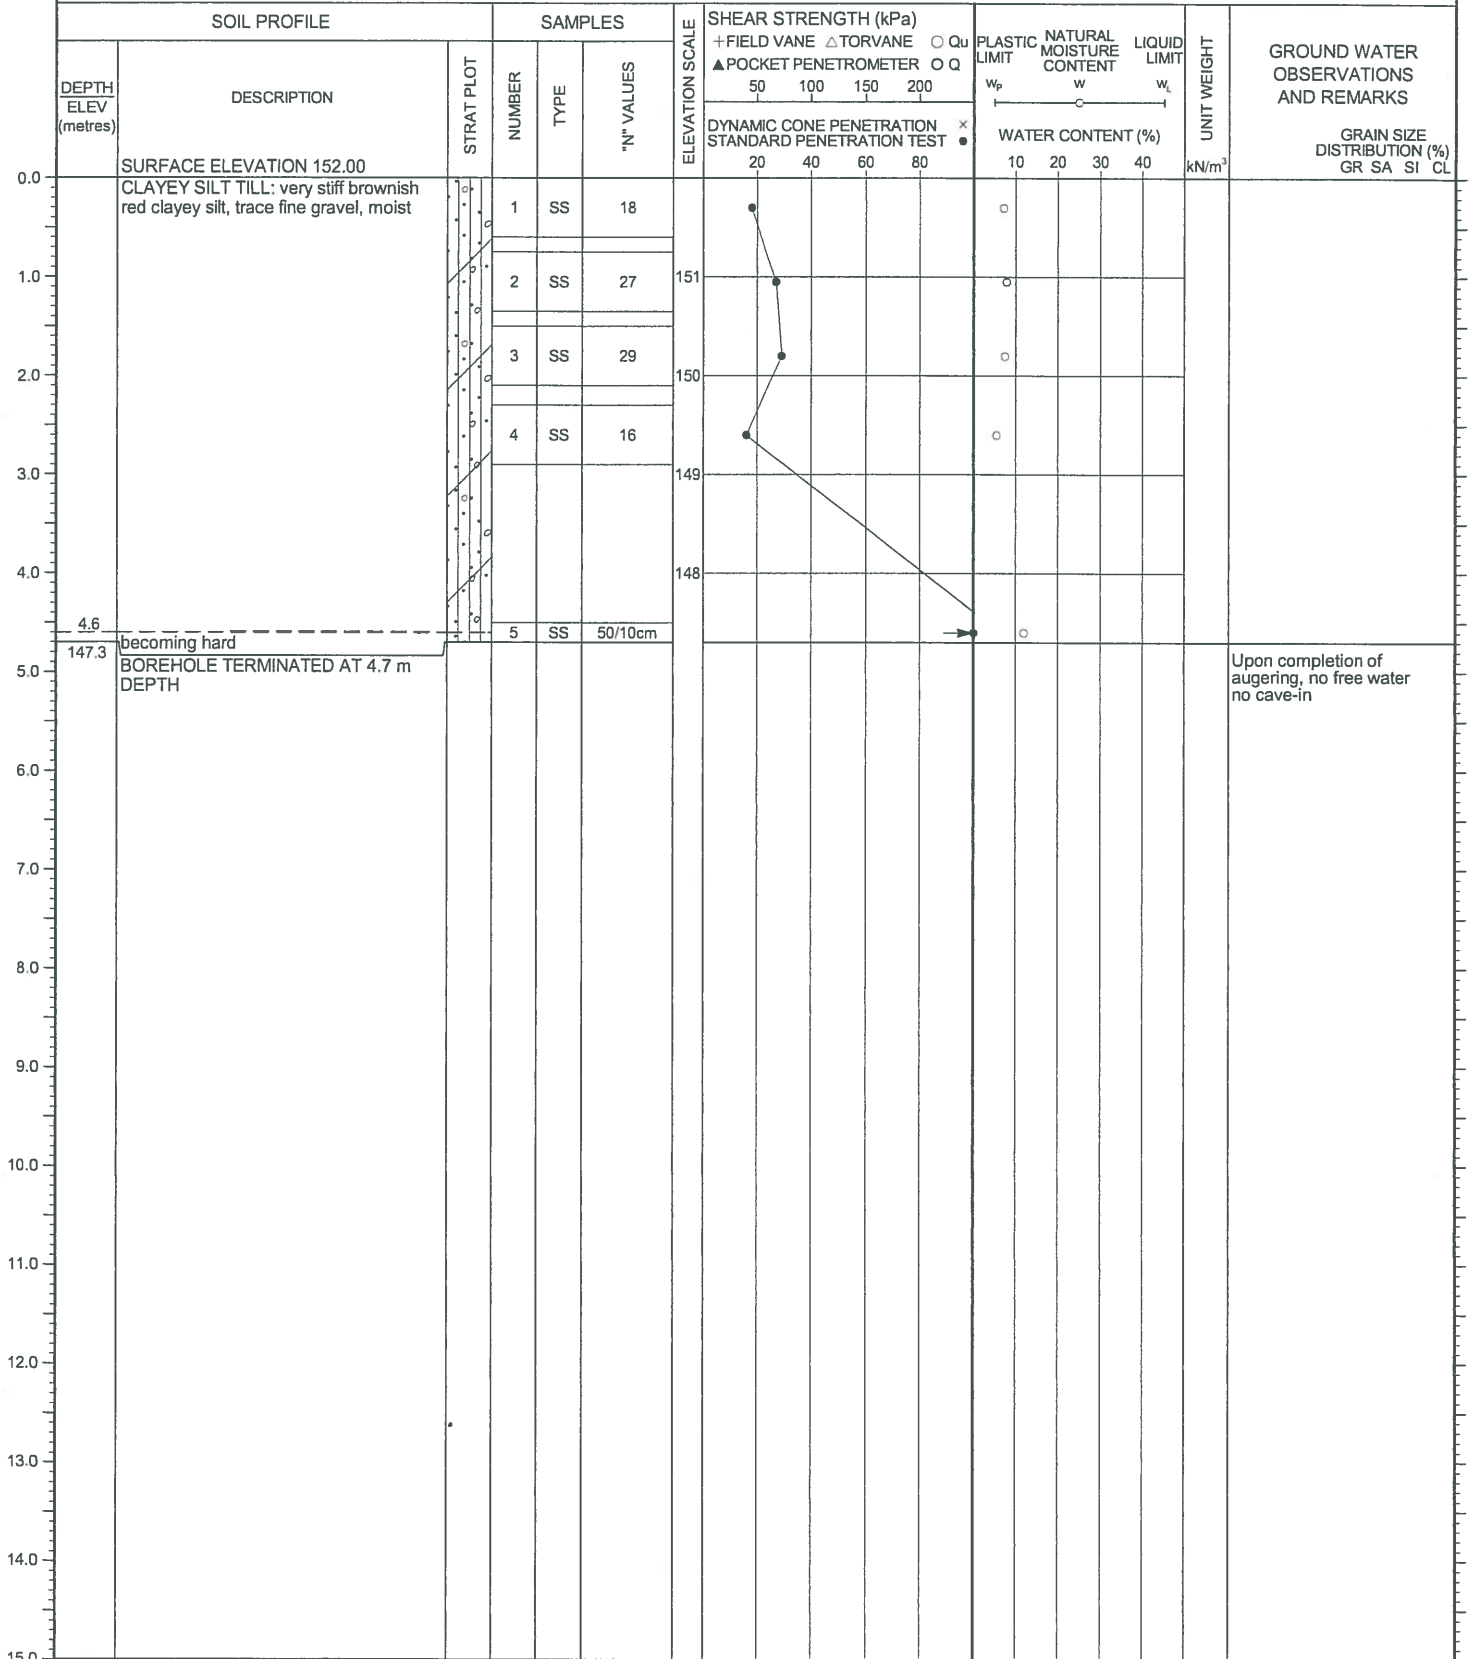 SOIL PROFILE
SAMPLES
ELEVATION SCALE
SHEAR STRENGTH (kPa)
+FIELD VANE △TORVANE ○ Qu
▲POCKET PENETROMETER O Q
50 100 150 200
DYNAMIC CONE PENETRATION ×
STANDARD PENETRATION TEST ●
20 40 60 80
PLASTIC LIMIT
NATURAL MOISTURE CONTENT
LIQUID LIMIT
WP W WL
WATER CONTENT (%)
10 20 30 40
UNIT WEIGHT
kN/m³
GROUND WATER
OBSERVATIONS
AND REMARKS
GRAIN SIZE
DISTRIBUTION (%)
GR SA SI CL
DEPTH
ELEV
(metres)
DESCRIPTION
STRAT PLOT
NUMBER
TYPE
"N" VALUES
SURFACE ELEVATION 152.00
0.0
CLAYEY SILT TILL: very stiff brownish
red clayey silt, trace fine gravel, moist
1 SS 18
1.0
2 SS 27
151
3 SS 29
2.0
150
4 SS 16
3.0
149
4.0
148
4.6
5 SS 50/10cm
becoming hard
147.3
BOREHOLE TERMINATED AT 4.7 m
DEPTH
Upon completion of
augering, no free water
no cave-in
5.0
6.0
7.0
8.0
9.0
10.0
11.0
12.0
13.0
14.0
15.0